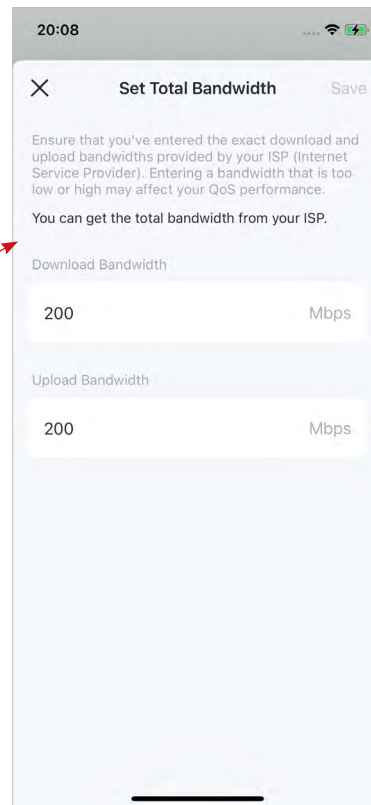 20:08
Set Total Bandwidth
Save
Ensure that you've entered the exact download and
upload bandwidths provided by your ISP (Internet
Service Provider). Entering a bandwidth that is too
low or high may affect your QoS performance.
You can get the total bandwidth from your ISP.
Download Bandwidth
200 Mbps
Upload Bandwidth
200 Mbps